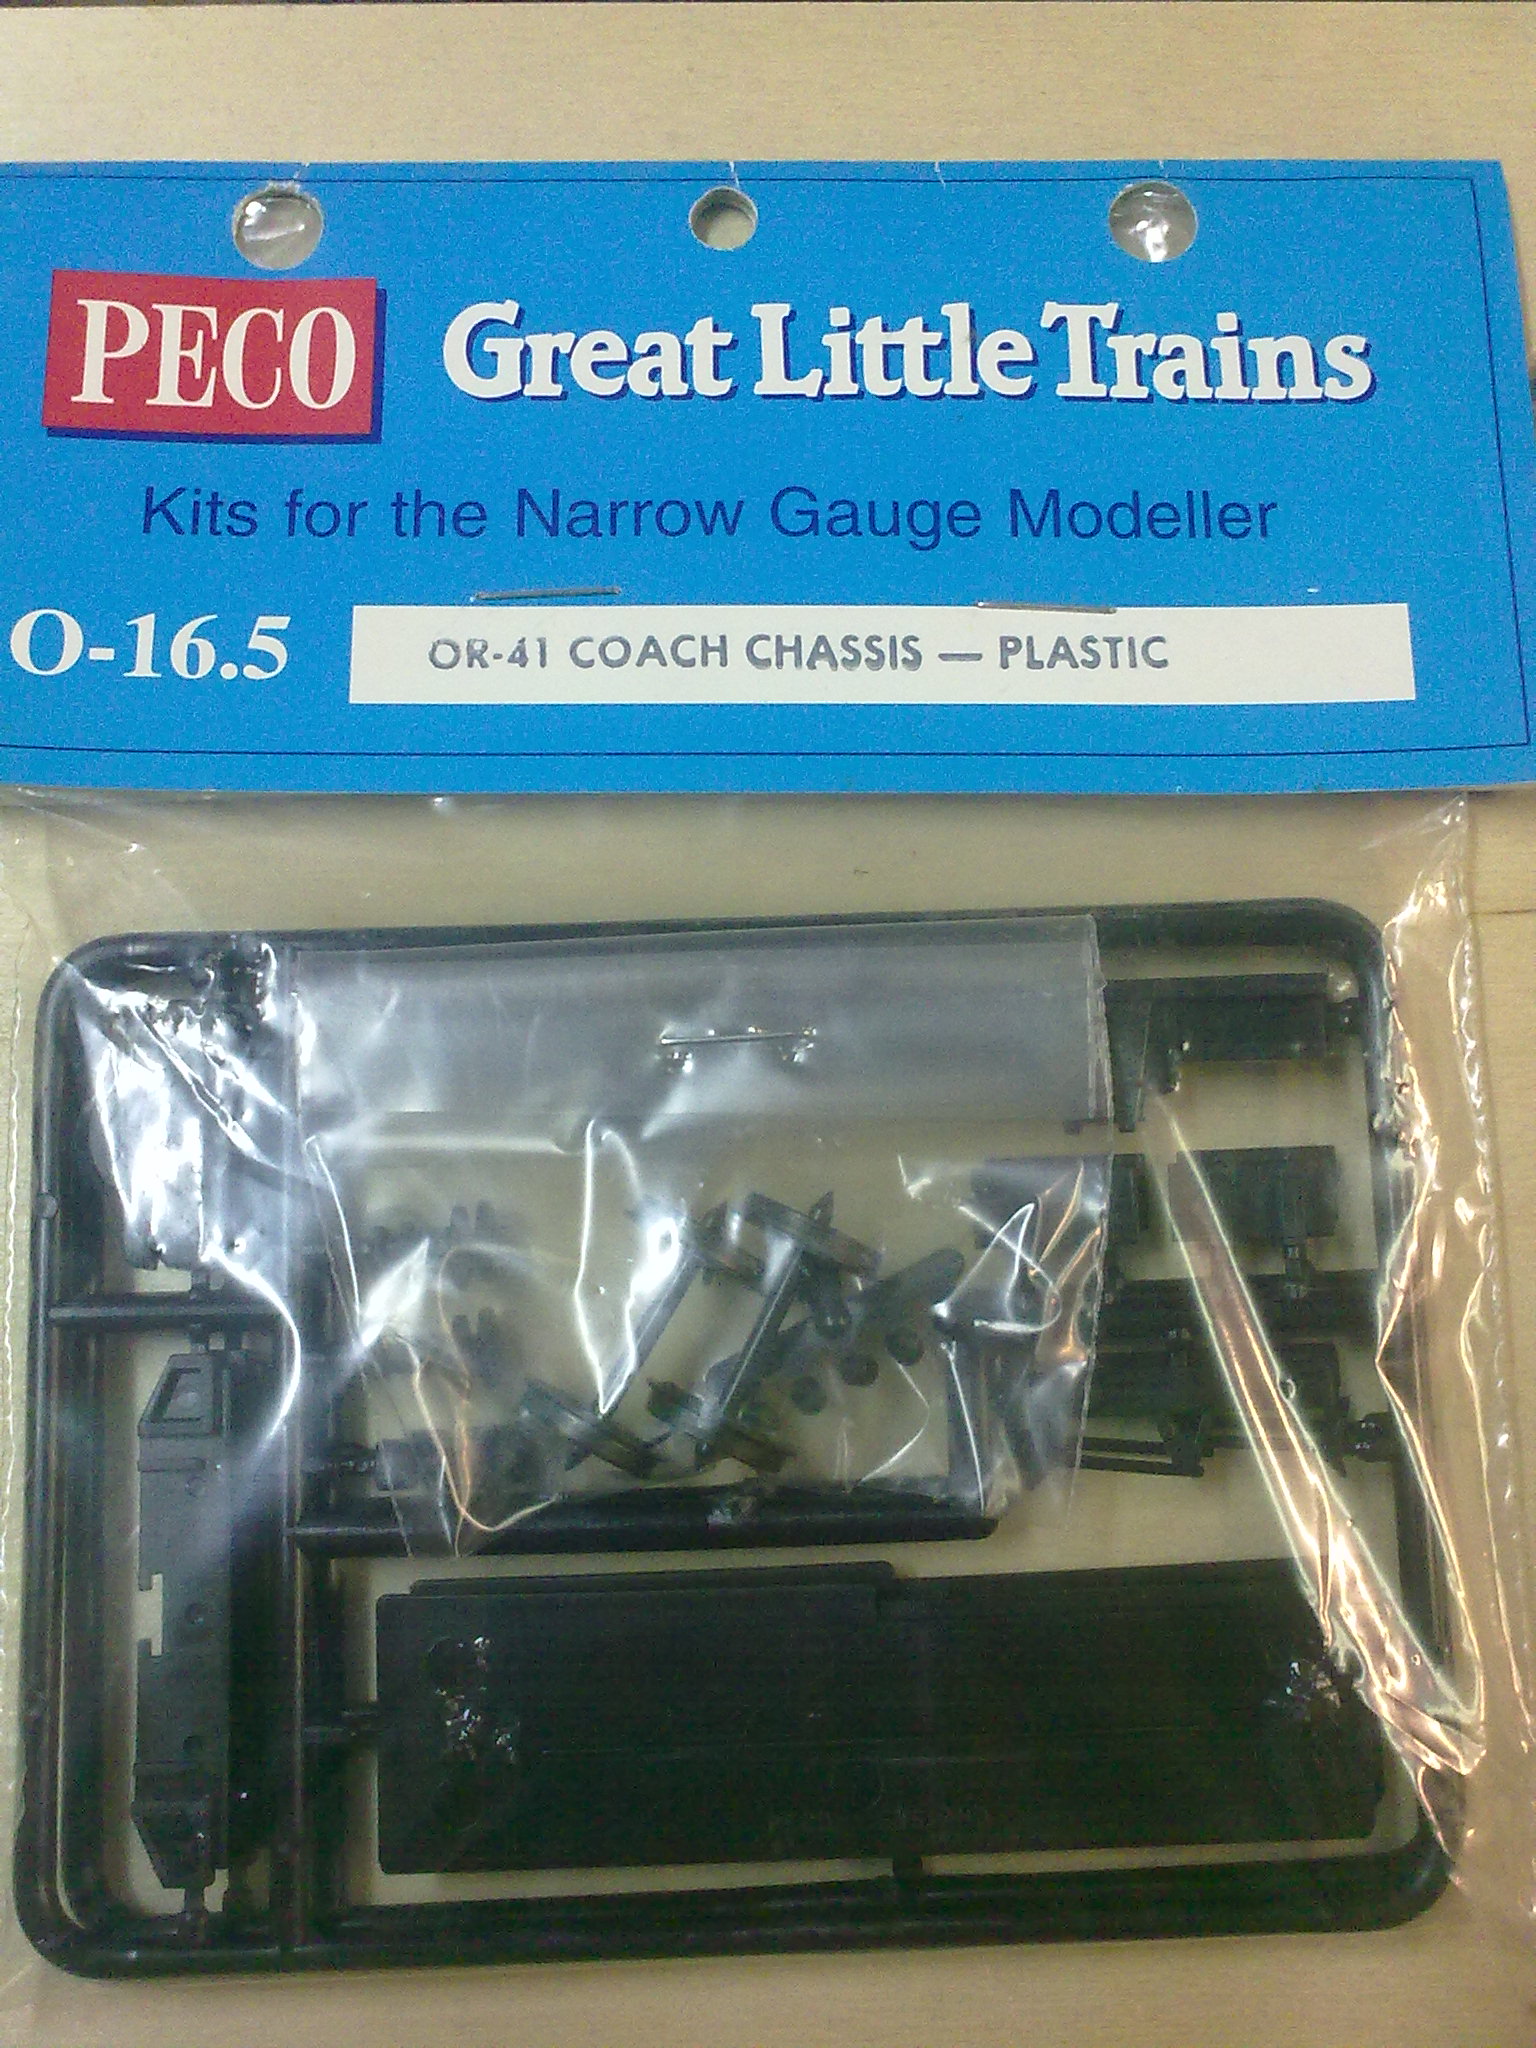 PECO Great Little Trains
Kits for the Narrow Gauge Modeller
O-16.5 OR-41 COACH CHASSIS — PLASTIC